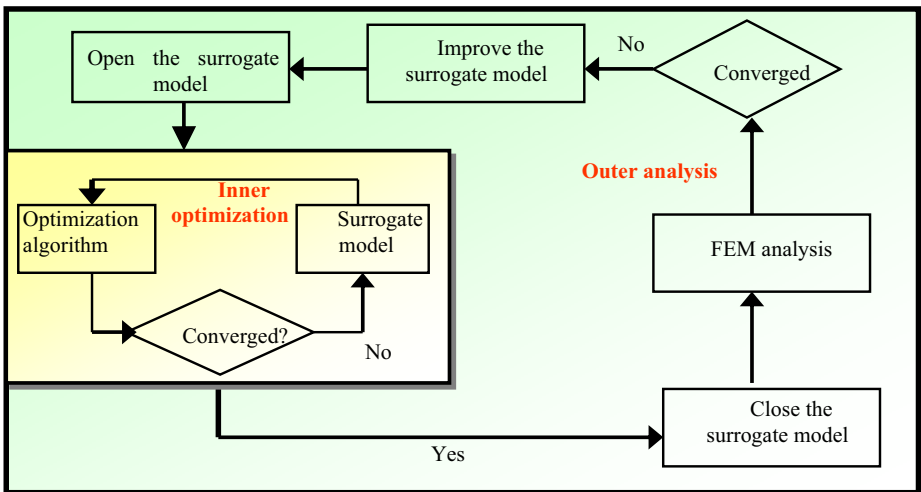 Open the surrogate
model
Improve the
surrogate model
No
Converged
Outer analysis
Inner
optimization
Optimization
algorithm
Surrogate
model
FEM analysis
Converged?
No
Close the
surrogate model
Yes